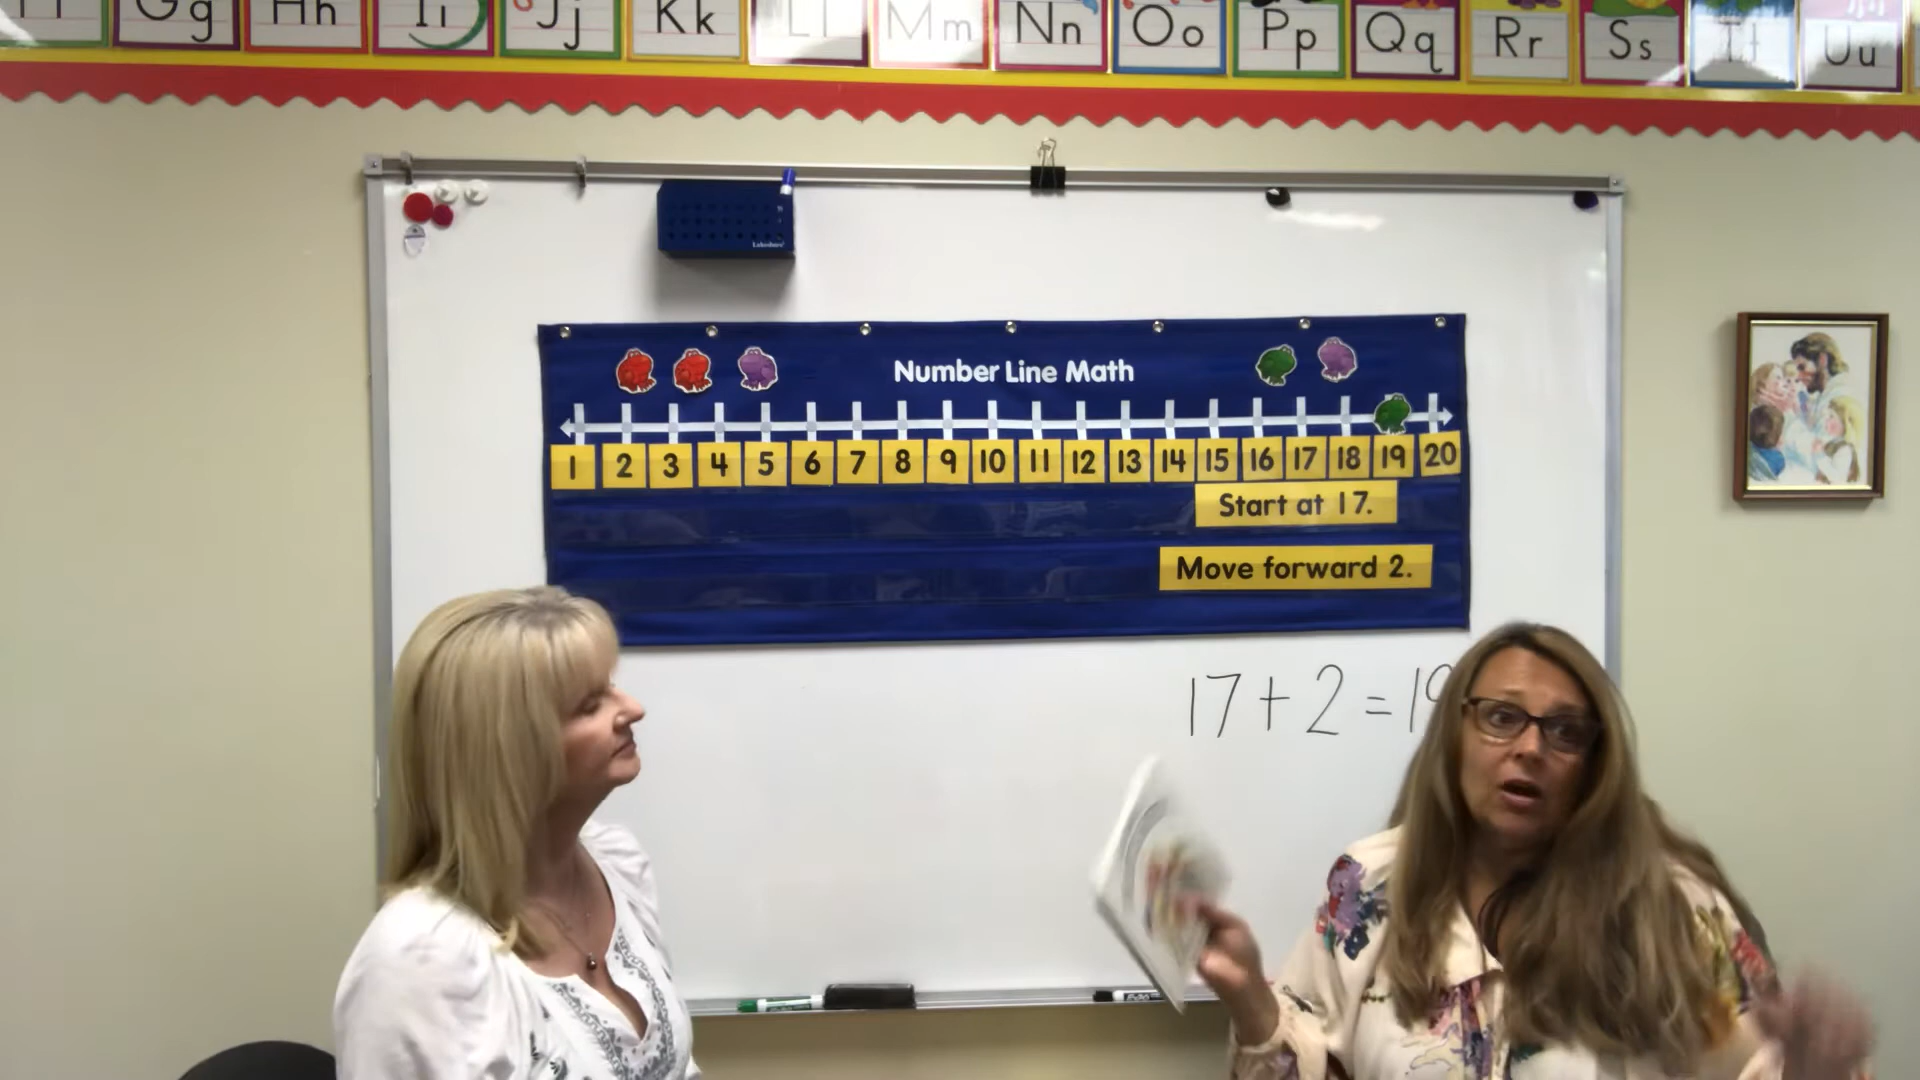 Gg Hh Ii Jj Kk Ll Mm Nn Oo Pp Qq Rr Ss Tt Uu
Lakeshore
Number Line Math
1 2 3 4 5 6 7 8 9 10 11 12 13 14 15 16 17 18 19 20
Start at 17.
Move forward 2.
17+2=19